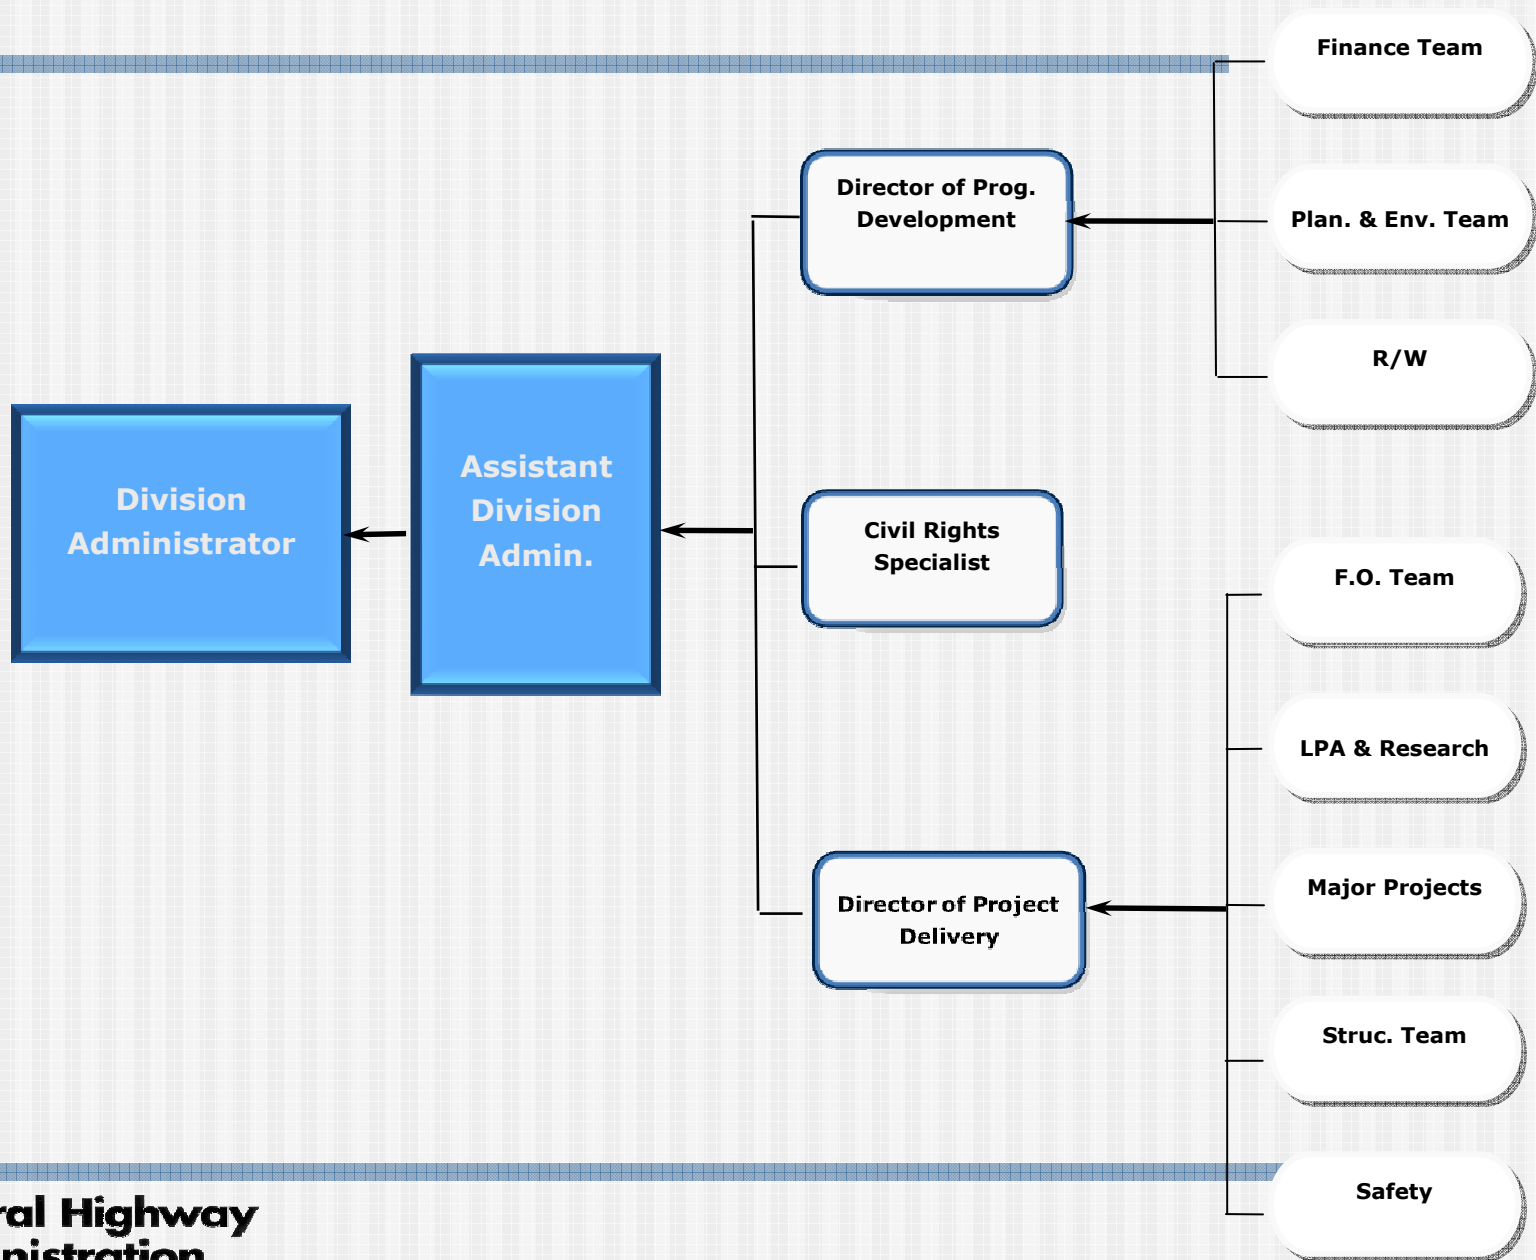 Finance Team
Director of Prog.
Development
Plan. & Env. Team
R/W
Division
Administrator
Assistant
Division
Admin.
Civil Rights
Specialist
F.O. Team
LPA & Research
Director of Project
Delivery
Major Projects
Struc. Team
Safety
ral Highway
nistration